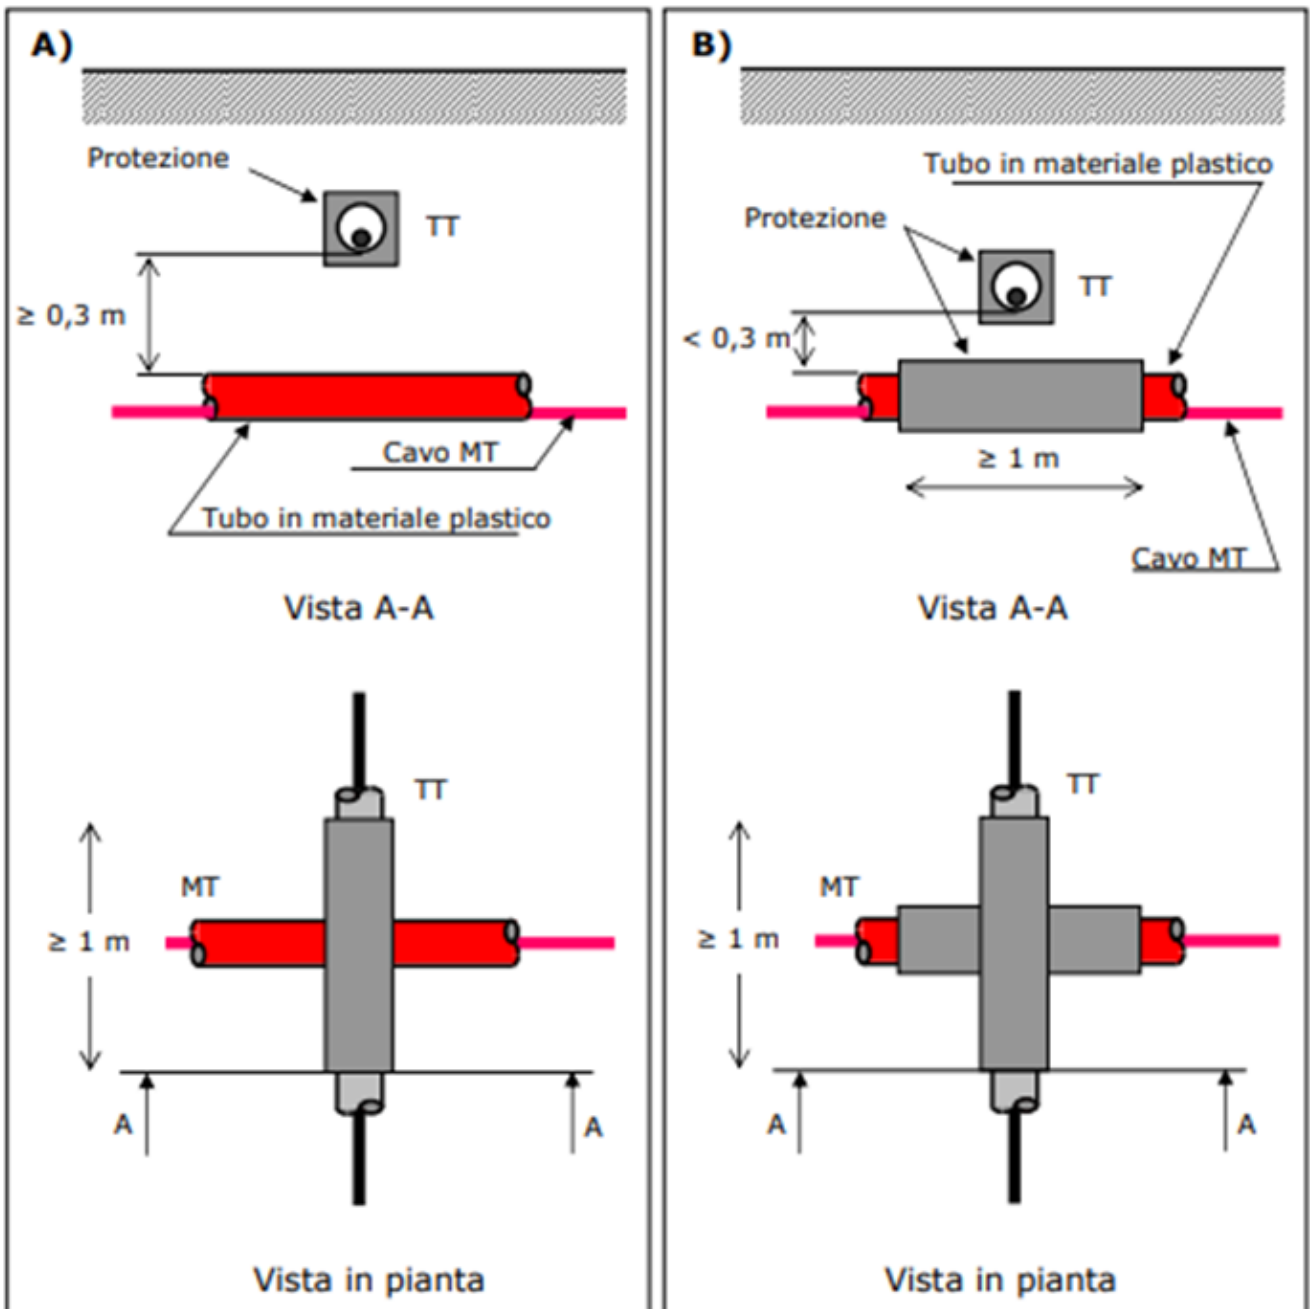 A)
Protezione
TT
≥ 0,3 m
Cavo MT
Tubo in materiale plastico
Vista A-A
TT
MT
≥ 1 m
A
A
Vista in pianta
B)
Tubo in materiale plastico
Protezione
TT
< 0,3 m
≥ 1 m
Cavo MT
Vista A-A
TT
MT
≥ 1 m
A
A
Vista in pianta